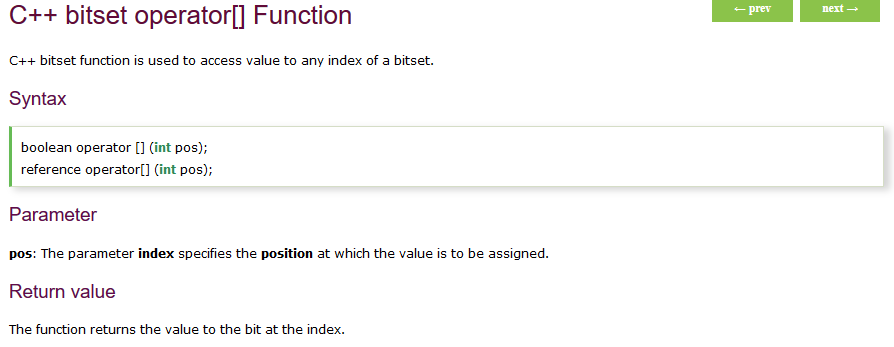 C++ bitset operator[] Function
← prev
next →
C++ bitset function is used to access value to any index of a bitset.
Syntax
boolean operator [] (int pos);
reference operator[] (int pos);
Parameter
pos: The parameter index specifies the position at which the value is to be assigned.
Return value
The function returns the value to the bit at the index.